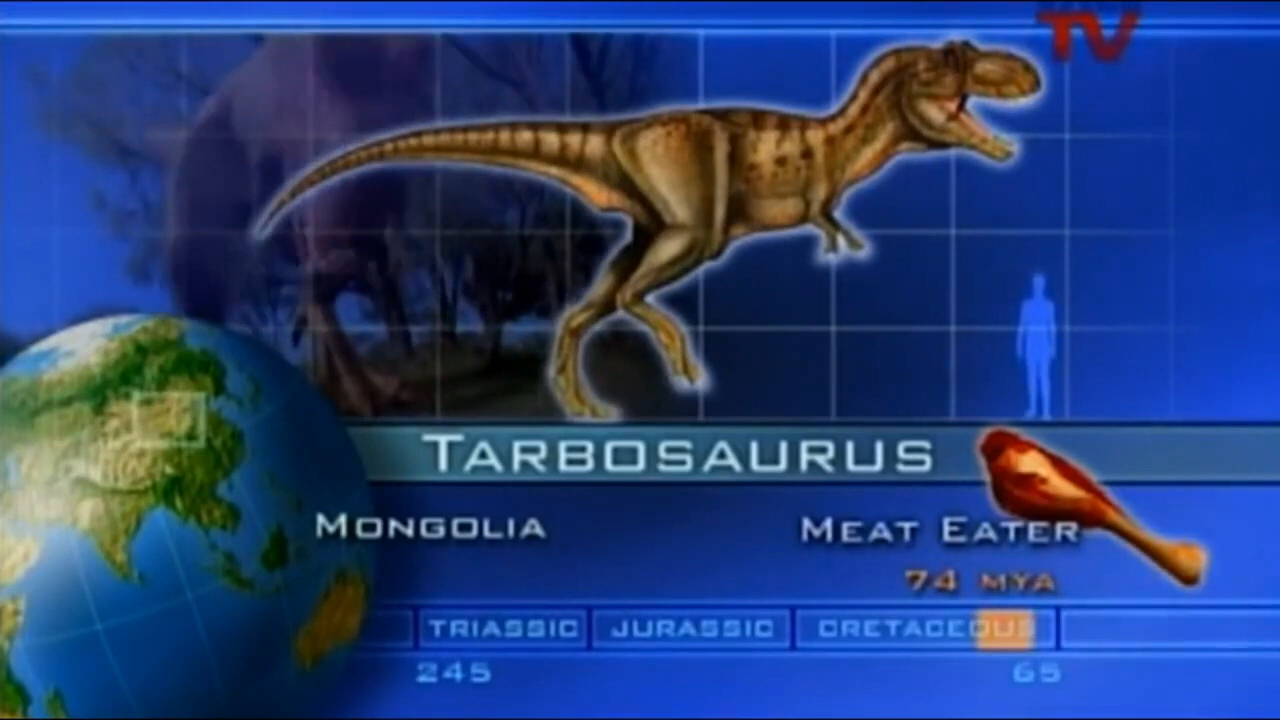 TV
TARBOSAURUS
MONGOLIA
MEAT EATER
74 MYA
TRIASSIC JURASSIC CRETACEOUS
245 65